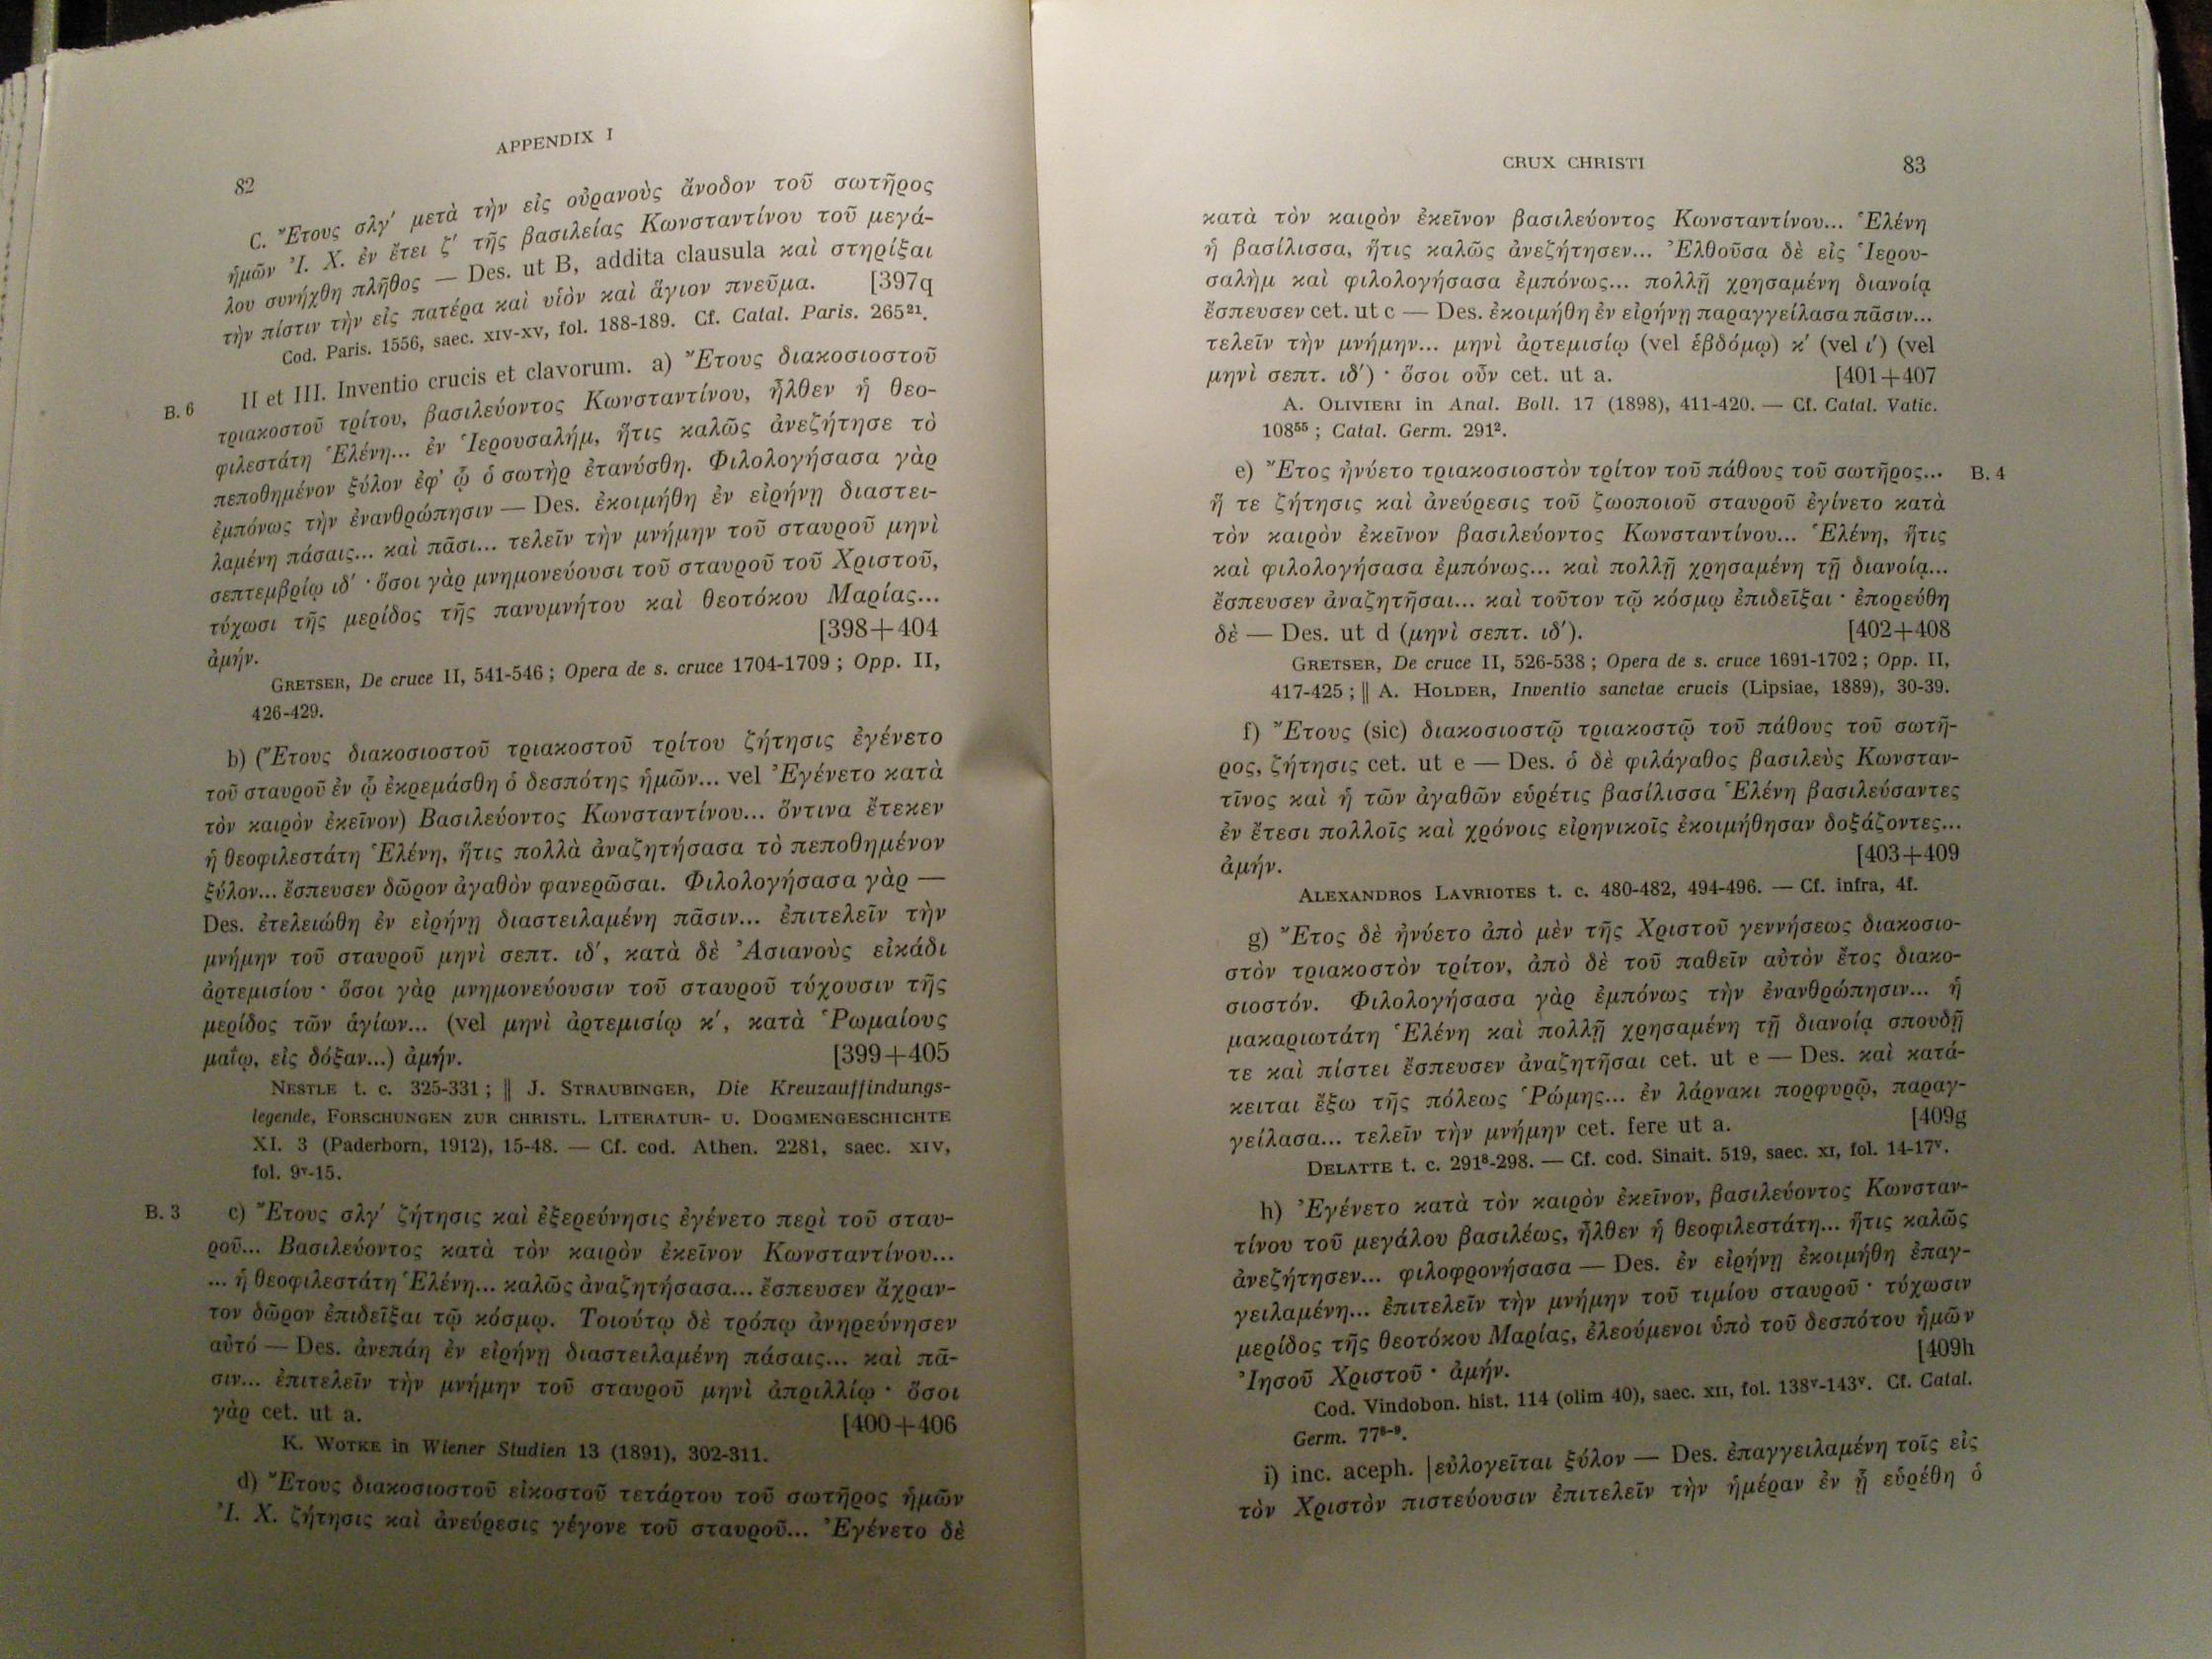 APPENDIX I
82
C. Ἔτους σλγʹ μετὰ τὴν εἰς οὐρανοὺς ἄνοδον τοῦ σωτῆρος
ἡμῶν Ἰ. Χ. ἐν ἔτει ζʹ τῆς βασιλείας Κωνσταντίνου τοῦ μεγά-
λου συνήχθη πλῆθος — Des. ut B, addita clausula καὶ στηρίξαι
τὴν πίστιν τὴν εἰς πατέρα καὶ υἱὸν καὶ ἅγιον πνεῦμα. [397q
Cod. Paris. 1556, saec. XIV-XV, fol. 188-189. Cf. Catal. Paris. 265²¹.
B. 6 II et III. Inventio crucis et clavorum. a) Ἔτους διακοσιοστοῦ
τριακοστοῦ τρίτου, βασιλεύοντος Κωνσταντίνου, ἦλθεν ἡ θεο-
φιλεστάτη Ἑλένη... ἐν Ἱερουσαλήμ, ἥτις καλῶς ἀνεζήτησε τὸ
πεποθημένον ξύλον ἐφ' ᾧ ὁ σωτὴρ ἐτανύσθη. Φιλολογήσασα γὰρ
ἐμπόνως τὴν ἐνανθρώπησιν — Des. ἐκοιμήθη ἐν εἰρήνῃ διαστει-
λαμένη πάσαις... καὶ πᾶσι... τελεῖν τὴν μνήμην τοῦ σταυροῦ μηνὶ
σεπτεμβρίῳ ιδʹ · ὅσοι γὰρ μνημονεύουσι τοῦ σταυροῦ τοῦ Χριστοῦ,
τύχωσι τῆς μερίδος τῆς πανυμνήτου καὶ θεοτόκου Μαρίας...
ἀμήν. [398+404
GRETSER, De cruce II, 541-546 ; Opera de s. cruce 1704-1709 ; Opp. II,
426-429.
b) (Ἔτους διακοσιοστοῦ τριακοστοῦ τρίτου ζήτησις ἐγένετο
τοῦ σταυροῦ ἐν ᾧ ἐκρεμάσθη ὁ δεσπότης ἡμῶν... vel Ἐγένετο κατὰ
τὸν καιρὸν ἐκεῖνον) Βασιλεύοντος Κωνσταντίνου... ὅντινα ἔτεκεν
ἡ θεοφιλεστάτη Ἑλένη, ἥτις πολλὰ ἀναζητήσασα τὸ πεποθημένον
ξύλον... ἔσπευσεν δῶρον ἀγαθὸν φανερῶσαι. Φιλολογήσασα γὰρ —
Des. ἐτελειώθη ἐν εἰρήνῃ διαστειλαμένη πᾶσιν... ἐπιτελεῖν τὴν
μνήμην τοῦ σταυροῦ μηνὶ σεπτ. ιδʹ, κατὰ δὲ Ἀσιανοὺς εἰκάδι
ἀρτεμισίου · ὅσοι γὰρ μνημονεύουσιν τοῦ σταυροῦ τύχουσιν τῆς
μερίδος τῶν ἁγίων... (vel μηνὶ ἀρτεμισίῳ κʹ, κατὰ Ῥωμαίους
μαΐῳ, εἰς δόξαν...) ἀμήν. [399+405
NESTLE t. c. 325-331 ; || J. STRAUBINGER, Die Kreuzauffindungs-
legende, FORSCHUNGEN ZUR CHRISTL. LITERATUR- U. DOGMENGESCHICHTE
XI. 3 (Paderborn, 1912), 15-48. — Cf. cod. Athen. 2281, saec. XIV,
fol. 9ᵛ-15.
B. 3 c) Ἔτους σλγʹ ζήτησις καὶ ἐξερεύνησις ἐγένετο περὶ τοῦ σταυ-
ροῦ... Βασιλεύοντος κατὰ τὸν καιρὸν ἐκεῖνον Κωνσταντίνου...
... ἡ θεοφιλεστάτη Ἑλένη... καλῶς ἀναζητήσασα... ἔσπευσεν ἄχραν-
τον δῶρον ἐπιδεῖξαι τῷ κόσμῳ. Τοιούτῳ δὲ τρόπῳ ἀνηρεύνησεν
αὐτό — Des. ἀνεπάη ἐν εἰρήνῃ διαστειλαμένη πάσαις... καὶ πᾶ-
σιν... ἐπιτελεῖν τὴν μνήμην τοῦ σταυροῦ μηνὶ ἀπριλλίῳ · ὅσοι
γὰρ cet. ut a. [400+406
K. WOTKE in Wiener Studien 13 (1891), 302-311.
d) Ἔτους διακοσιοστοῦ εἰκοστοῦ τετάρτου τοῦ σωτῆρος ἡμῶν
Ἰ. Χ. ζήτησις καὶ ἀνεύρεσις γέγονε τοῦ σταυροῦ... Ἐγένετο δὲ
CRUX CHRISTI 83
κατὰ τὸν καιρὸν ἐκεῖνον βασιλεύοντος Κωνσταντίνου... Ἑλένη
ἡ βασίλισσα, ἥτις καλῶς ἀνεζήτησεν... Ἐλθοῦσα δὲ εἰς Ἱερου-
σαλὴμ καὶ φιλολογήσασα ἐμπόνως... πολλῇ χρησαμένη διανοίᾳ
ἔσπευσεν cet. ut c — Des. ἐκοιμήθη ἐν εἰρήνῃ παραγγείλασα πᾶσιν...
τελεῖν τὴν μνήμην... μηνὶ ἀρτεμισίῳ (vel ἑβδόμῳ) κʹ (vel ιʹ) (vel
μηνὶ σεπτ. ιδʹ) · ὅσοι οὖν cet. ut a. [401+407
A. OLIVIERI in Anal. Boll. 17 (1898), 411-420. — Cf. Catal. Vatic.
108⁵⁵ ; Catal. Germ. 291².
e) Ἔτος ἠνύετο τριακοσιοστὸν τρίτον τοῦ πάθους τοῦ σωτῆρος... B. 4
ἥ τε ζήτησις καὶ ἀνεύρεσις τοῦ ζωοποιοῦ σταυροῦ ἐγίνετο κατὰ
τὸν καιρὸν ἐκεῖνον βασιλεύοντος Κωνσταντίνου... Ἑλένη, ἥτις
καὶ φιλολογήσασα ἐμπόνως... καὶ πολλῇ χρησαμένη τῇ διανοίᾳ...
ἔσπευσεν ἀναζητῆσαι... καὶ τοῦτον τῷ κόσμῳ ἐπιδεῖξαι · ἐπορεύθη
δὲ — Des. ut d (μηνὶ σεπτ. ιδʹ). [402+408
GRETSER, De cruce II, 526-538 ; Opera de s. cruce 1691-1702 ; Opp. II,
417-425 ; || A. HOLDER, Inventio sanctae crucis (Lipsiae, 1889), 30-39.
f) Ἔτους (sic) διακοσιοστῷ τριακοστῷ τοῦ πάθους τοῦ σωτῆ-
ρος, ζήτησις cet. ut e — Des. ὁ δὲ φιλάγαθος βασιλεὺς Κωνσταν-
τῖνος καὶ ἡ τῶν ἀγαθῶν εὑρέτις βασίλισσα Ἑλένη βασιλεύσαντες
ἐν ἔτεσι πολλοῖς καὶ χρόνοις εἰρηνικοῖς ἐκοιμήθησαν δοξάζοντες...
ἀμήν. [403+409
ALEXANDROS LAVRIOTES t. c. 480-482, 494-496. — Cf. infra, 4f.
g) Ἔτος δὲ ἠνύετο ἀπὸ μὲν τῆς Χριστοῦ γεννήσεως διακοσιο-
στὸν τριακοστὸν τρίτον, ἀπὸ δὲ τοῦ παθεῖν αὐτὸν ἔτος διακο-
σιοστόν. Φιλολογήσασα γὰρ ἐμπόνως τὴν ἐνανθρώπησιν... ἡ
μακαριωτάτη Ἑλένη καὶ πολλῇ χρησαμένη τῇ διανοίᾳ σπουδῇ
τε καὶ πίστει ἔσπευσεν ἀναζητῆσαι cet. ut e — Des. καὶ κατά-
κειται ἔξω τῆς πόλεως Ῥώμης... ἐν λάρνακι πορφυρῷ, παραγ-
γείλασα... τελεῖν τὴν μνήμην cet. fere ut a. [409g
DELATTE t. c. 291⁸-298. — Cf. cod. Sinait. 519, saec. XI, fol. 14-17ᵛ.
h) Ἐγένετο κατὰ τὸν καιρὸν ἐκεῖνον, βασιλεύοντος Κωνσταν-
τίνου τοῦ μεγάλου βασιλέως, ἦλθεν ἡ θεοφιλεστάτη... ἥτις καλῶς
ἀνεζήτησεν... φιλοφρονήσασα — Des. ἐν εἰρήνῃ ἐκοιμήθη ἐπαγ-
γειλαμένη... ἐπιτελεῖν τὴν μνήμην τοῦ τιμίου σταυροῦ · τύχωσιν
μερίδος τῆς θεοτόκου Μαρίας, ἐλεούμενοι ὑπὸ τοῦ δεσπότου ἡμῶν
Ἰησοῦ Χριστοῦ · ἀμήν. [409h
Cod. Vindobon. hist. 114 (olim 40), saec. XII, fol. 138ᵛ-143ᵛ. Cf. Catal.
Germ. 77⁸⁻⁹.
i) inc. aceph. |εὐλογεῖται ξύλον — Des. ἐπαγγειλαμένη τοῖς εἰς
τὸν Χριστὸν πιστεύουσιν ἐπιτελεῖν τὴν ἡμέραν ἐν ᾗ εὑρέθη ὁ